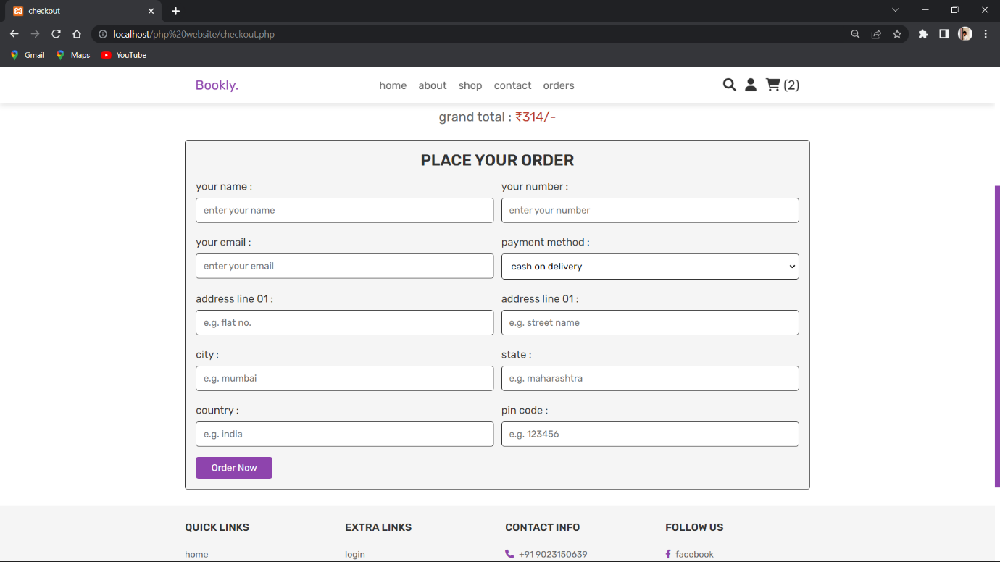 checkout
localhost/php%20website/checkout.php
Gmail Maps YouTube
Bookly. home about shop contact orders (2)
grand total : ₹314/-
PLACE YOUR ORDER
your name : your number :
enter your name enter your number
your email : payment method :
enter your email cash on delivery
address line 01 : address line 01 :
e.g. flat no. e.g. street name
city : state :
e.g. mumbai e.g. maharashtra
country : pin code :
e.g. india e.g. 123456
Order Now
QUICK LINKS EXTRA LINKS CONTACT INFO FOLLOW US
home login +91 9023150639 facebook